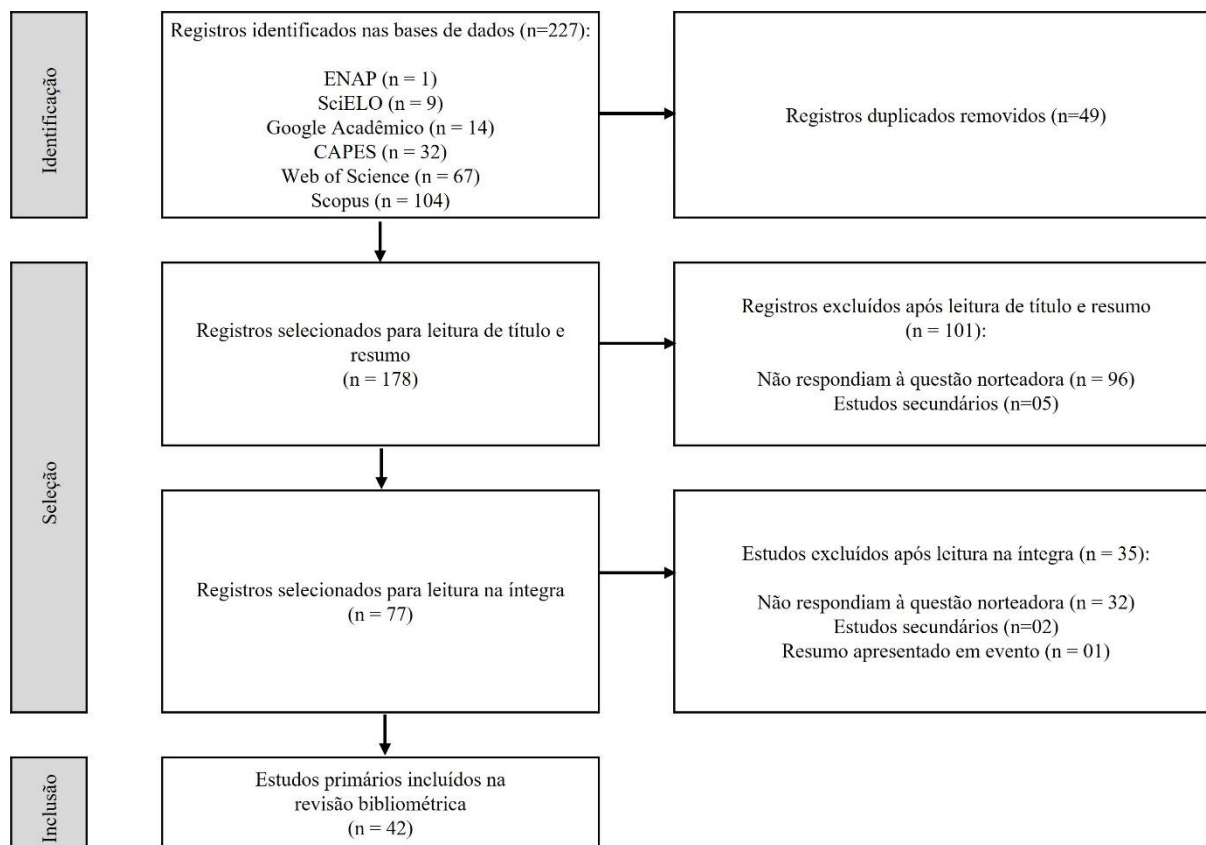 Identificação
Registros identificados nas bases de dados (n=227):
ENAP (n = 1)
SciELO (n = 9)
Google Acadêmico (n = 14)
CAPES (n = 32)
Web of Science (n = 67)
Scopus (n = 104)
Registros duplicados removidos (n=49)
Seleção
Registros selecionados para leitura de título e
resumo
(n = 178)
Registros excluídos após leitura de título e resumo
(n = 101):
Não respondiam à questão norteadora (n = 96)
Estudos secundários (n=05)
Registros selecionados para leitura na íntegra
(n = 77)
Estudos excluídos após leitura na íntegra (n = 35):
Não respondiam à questão norteadora (n = 32)
Estudos secundários (n=02)
Resumo apresentado em evento (n = 01)
Inclusão
Estudos primários incluídos na
revisão bibliométrica
(n = 42)